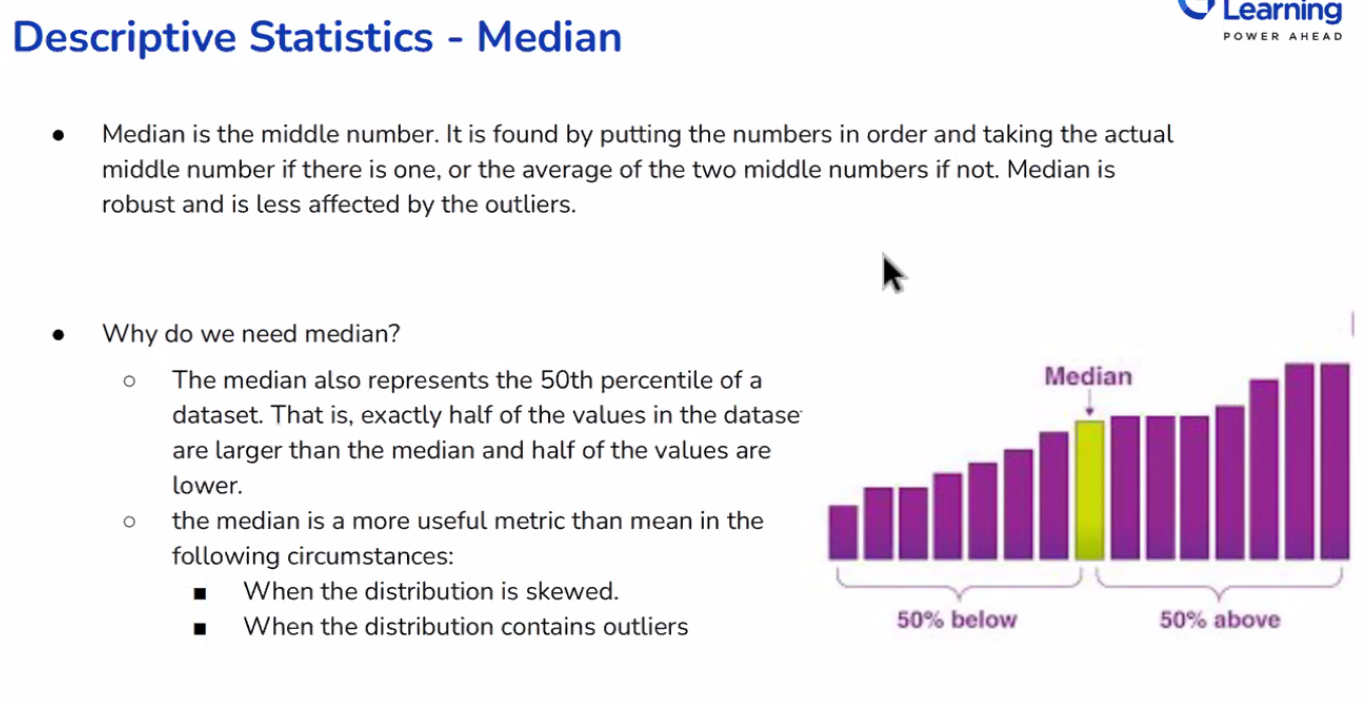 Learning
POWER AHEAD
Descriptive Statistics - Median
● Median is the middle number. It is found by putting the numbers in order and taking the actual
middle number if there is one, or the average of the two middle numbers if not. Median is
robust and is less affected by the outliers.
● Why do we need median?
○ The median also represents the 50th percentile of a
dataset. That is, exactly half of the values in the datase
are larger than the median and half of the values are
lower.
○ the median is a more useful metric than mean in the
following circumstances:
■ When the distribution is skewed.
■ When the distribution contains outliers
Median
50% below
50% above